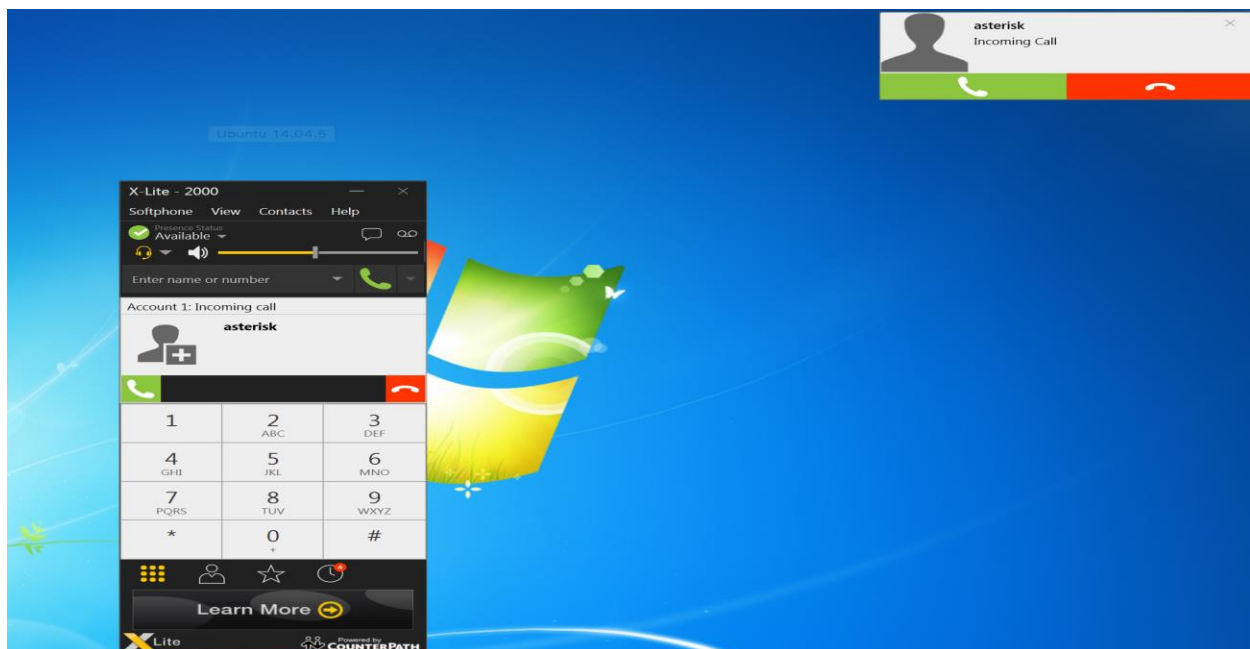 asterisk
Incoming Call
Ubuntu 14.04.5
X-Lite - 2000
Softphone View Contacts Help
Presence Status
Available
Enter name or number
Account 1: Incoming call
asterisk
1 2 3
ABC DEF
4 5 6
GHI JKL MNO
7 8 9
PQRS TUV WXYZ
* 0 #
+
4
Learn More
X Lite
Powered by
COUNTERPATH